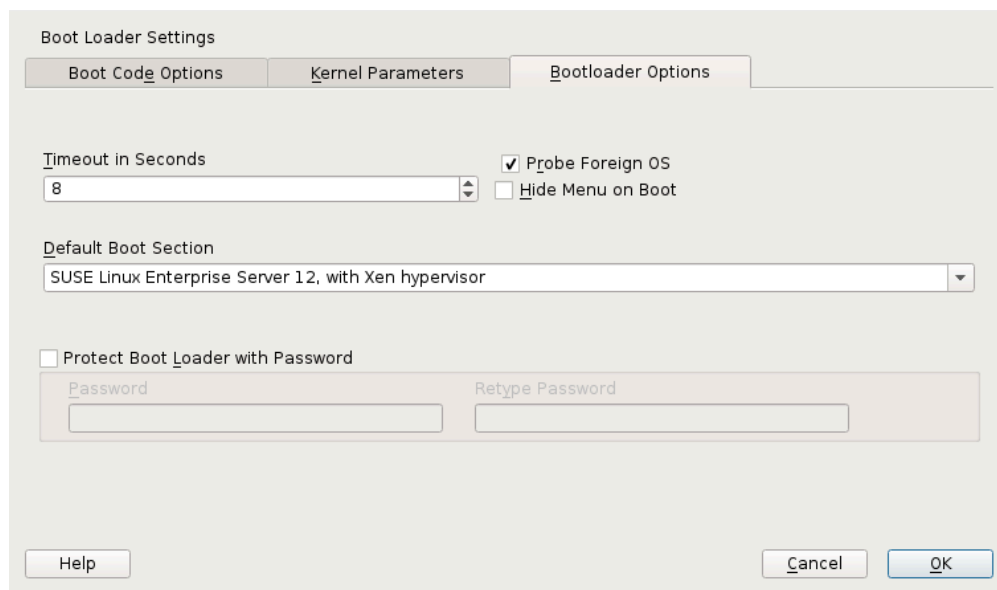 Boot Loader Settings
Boot Code Options
Kernel Parameters
Bootloader Options
Timeout in Seconds
Probe Foreign OS
8
Hide Menu on Boot
Default Boot Section
SUSE Linux Enterprise Server 12, with Xen hypervisor
Protect Boot Loader with Password
Password
Retype Password
Help
Cancel
OK